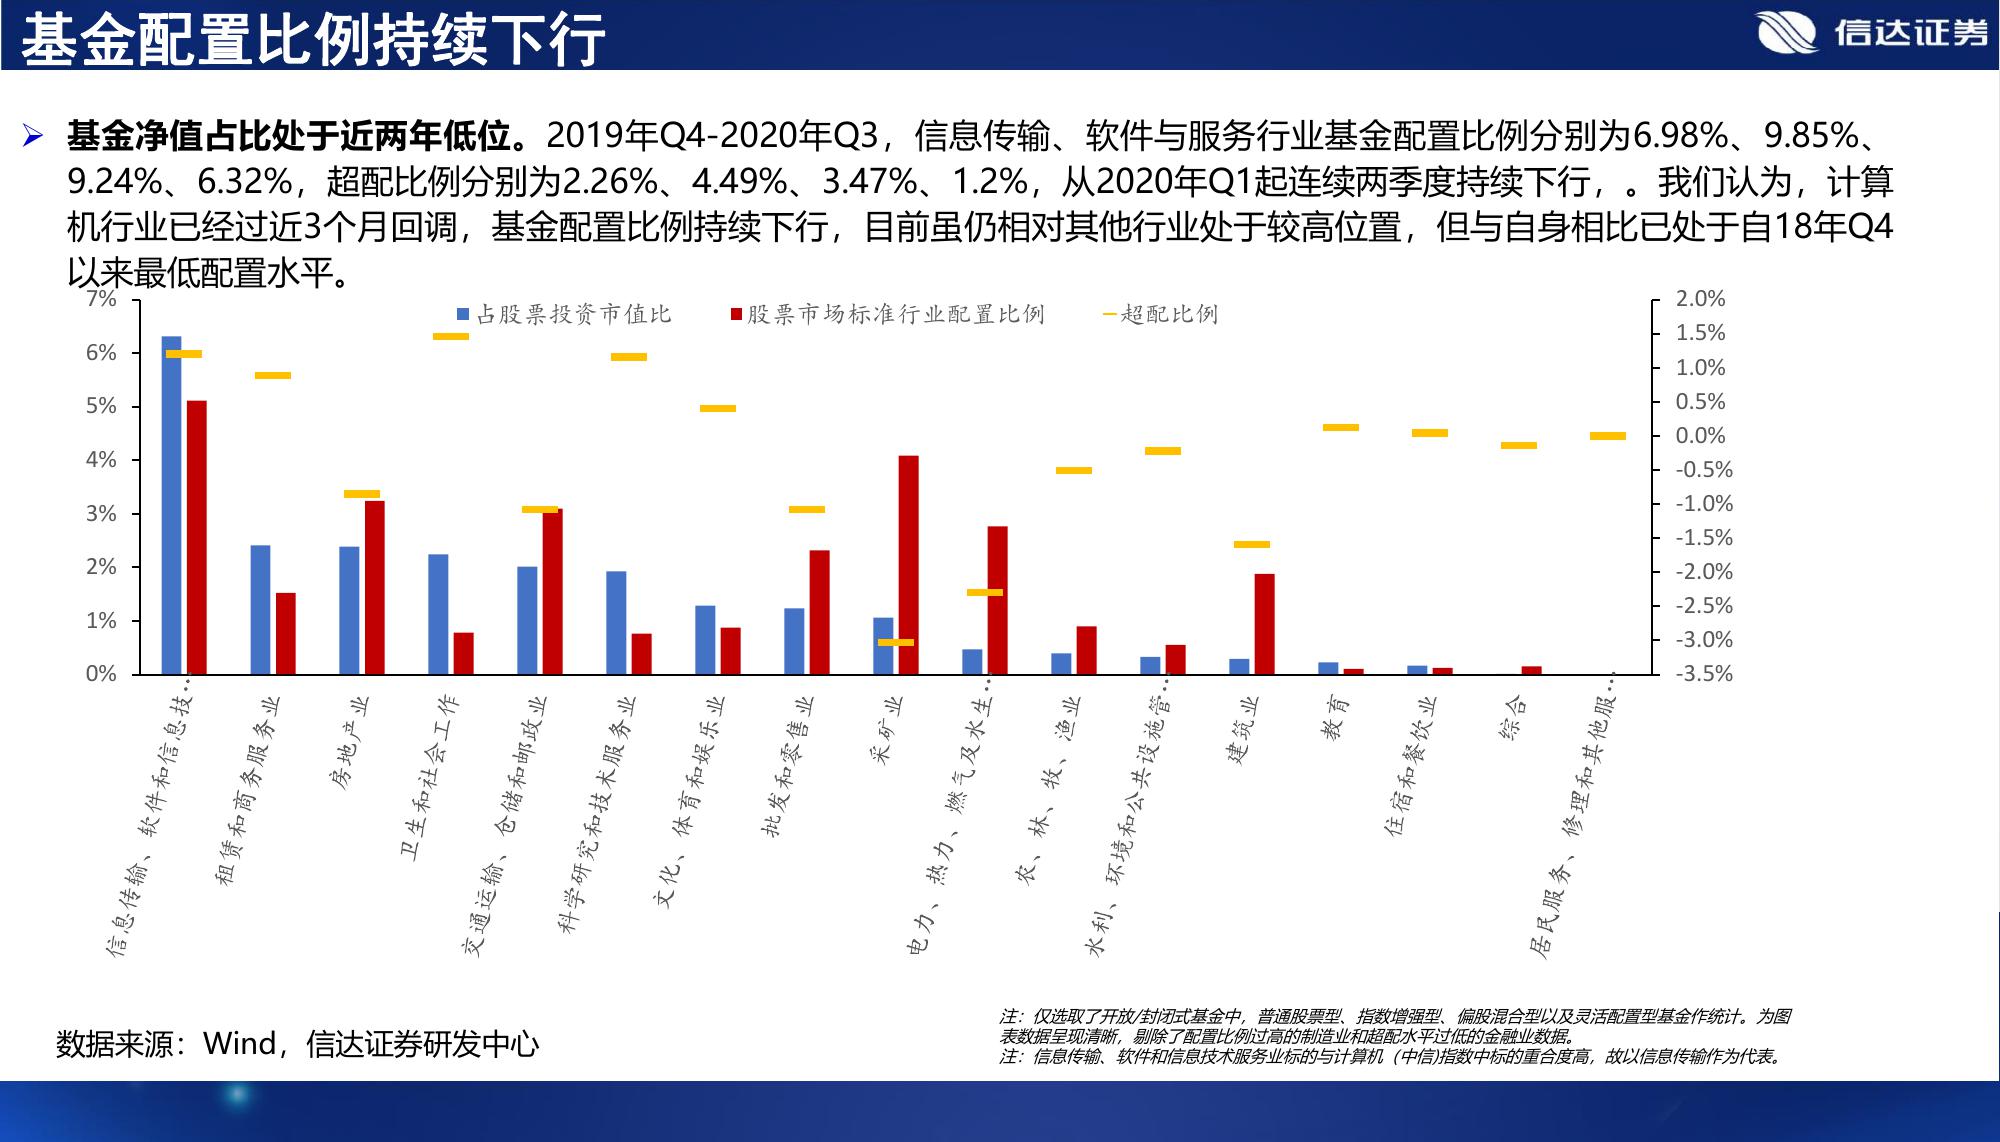 基金配置比例持续下行
信达证券
➢ 基金净值占比处于近两年低位。2019年Q4-2020年Q3，信息传输、软件与服务行业基金配置比例分别为6.98%、9.85%、
9.24%、6.32%，超配比例分别为2.26%、4.49%、3.47%、1.2%，从2020年Q1起连续两季度持续下行，。我们认为，计算
机行业已经过近3个月回调，基金配置比例持续下行，目前虽仍相对其他行业处于较高位置，但与自身相比已处于自18年Q4
以来最低配置水平。
占股票投资市值比
股票市场标准行业配置比例
超配比例
7%
6%
5%
4%
3%
2%
1%
0%
2.0%
1.5%
1.0%
0.5%
0.0%
-0.5%
-1.0%
-1.5%
-2.0%
-2.5%
-3.0%
-3.5%
信息传输、软件和信息技…
租赁和商务服务业
房地产业
卫生和社会工作
交通运输、仓储和邮政业
科学研究和技术服务业
文化、体育和娱乐业
批发和零售业
采矿业
电力、热力、燃气及水生…
农、林、牧、渔业
水利、环境和公共设施管…
建筑业
教育
住宿和餐饮业
综合
居民服务、修理和其他服…
数据来源：Wind，信达证券研发中心
注：仅选取了开放/封闭式基金中，普通股票型、指数增强型、偏股混合型以及灵活配置型基金作统计。为图
表数据呈现清晰，剔除了配置比例过高的制造业和超配水平过低的金融业数据。
注：信息传输、软件和信息技术服务业标的与计算机（中信)指数中标的重合度高，故以信息传输作为代表。